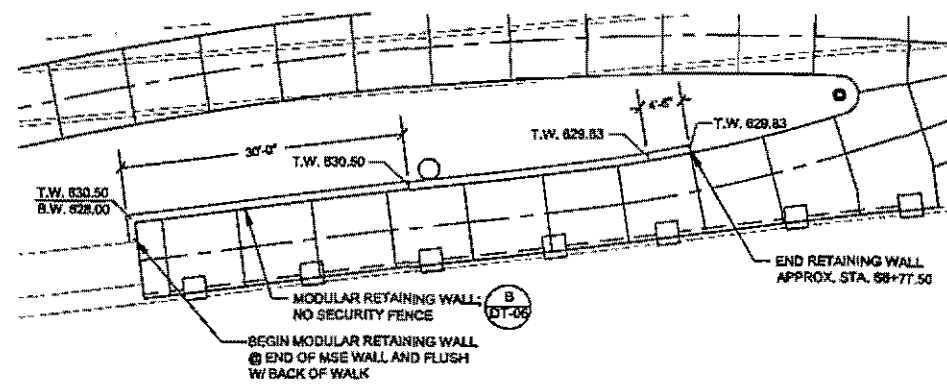 4'-6"
T.W. 629.83
T.W. 629.83
30'-0"
T.W. 630.50
T.W. 630.50
B.W. 628.00
END RETAINING WALL
APPROX. STA. 68+77.50
MODULAR RETAINING WALL;
NO SECURITY FENCE
B
DT-06
BEGIN MODULAR RETAINING WALL
@ END OF MSE WALL AND FLUSH
W/ BACK OF WALK